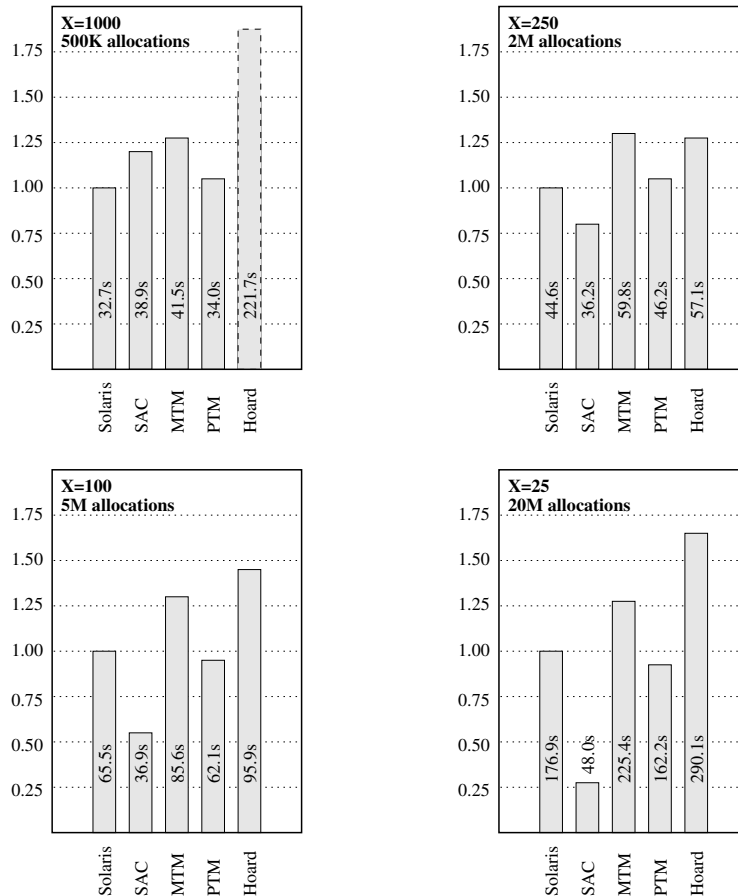 X=1000
500K allocations
1.75
1.50
1.25
1.00
0.75
0.50
0.25
32.7s
38.9s
41.5s
34.0s
221.7s
Solaris
SAC
MTM
PTM
Hoard
X=250
2M allocations
1.75
1.50
1.25
1.00
0.75
0.50
0.25
44.6s
36.2s
59.8s
46.2s
57.1s
Solaris
SAC
MTM
PTM
Hoard
X=100
5M allocations
1.75
1.50
1.25
1.00
0.75
0.50
0.25
65.5s
36.9s
85.6s
62.1s
95.9s
Solaris
SAC
MTM
PTM
Hoard
X=25
20M allocations
1.75
1.50
1.25
1.00
0.75
0.50
0.25
176.9s
48.0s
225.4s
162.2s
290.1s
Solaris
SAC
MTM
PTM
Hoard